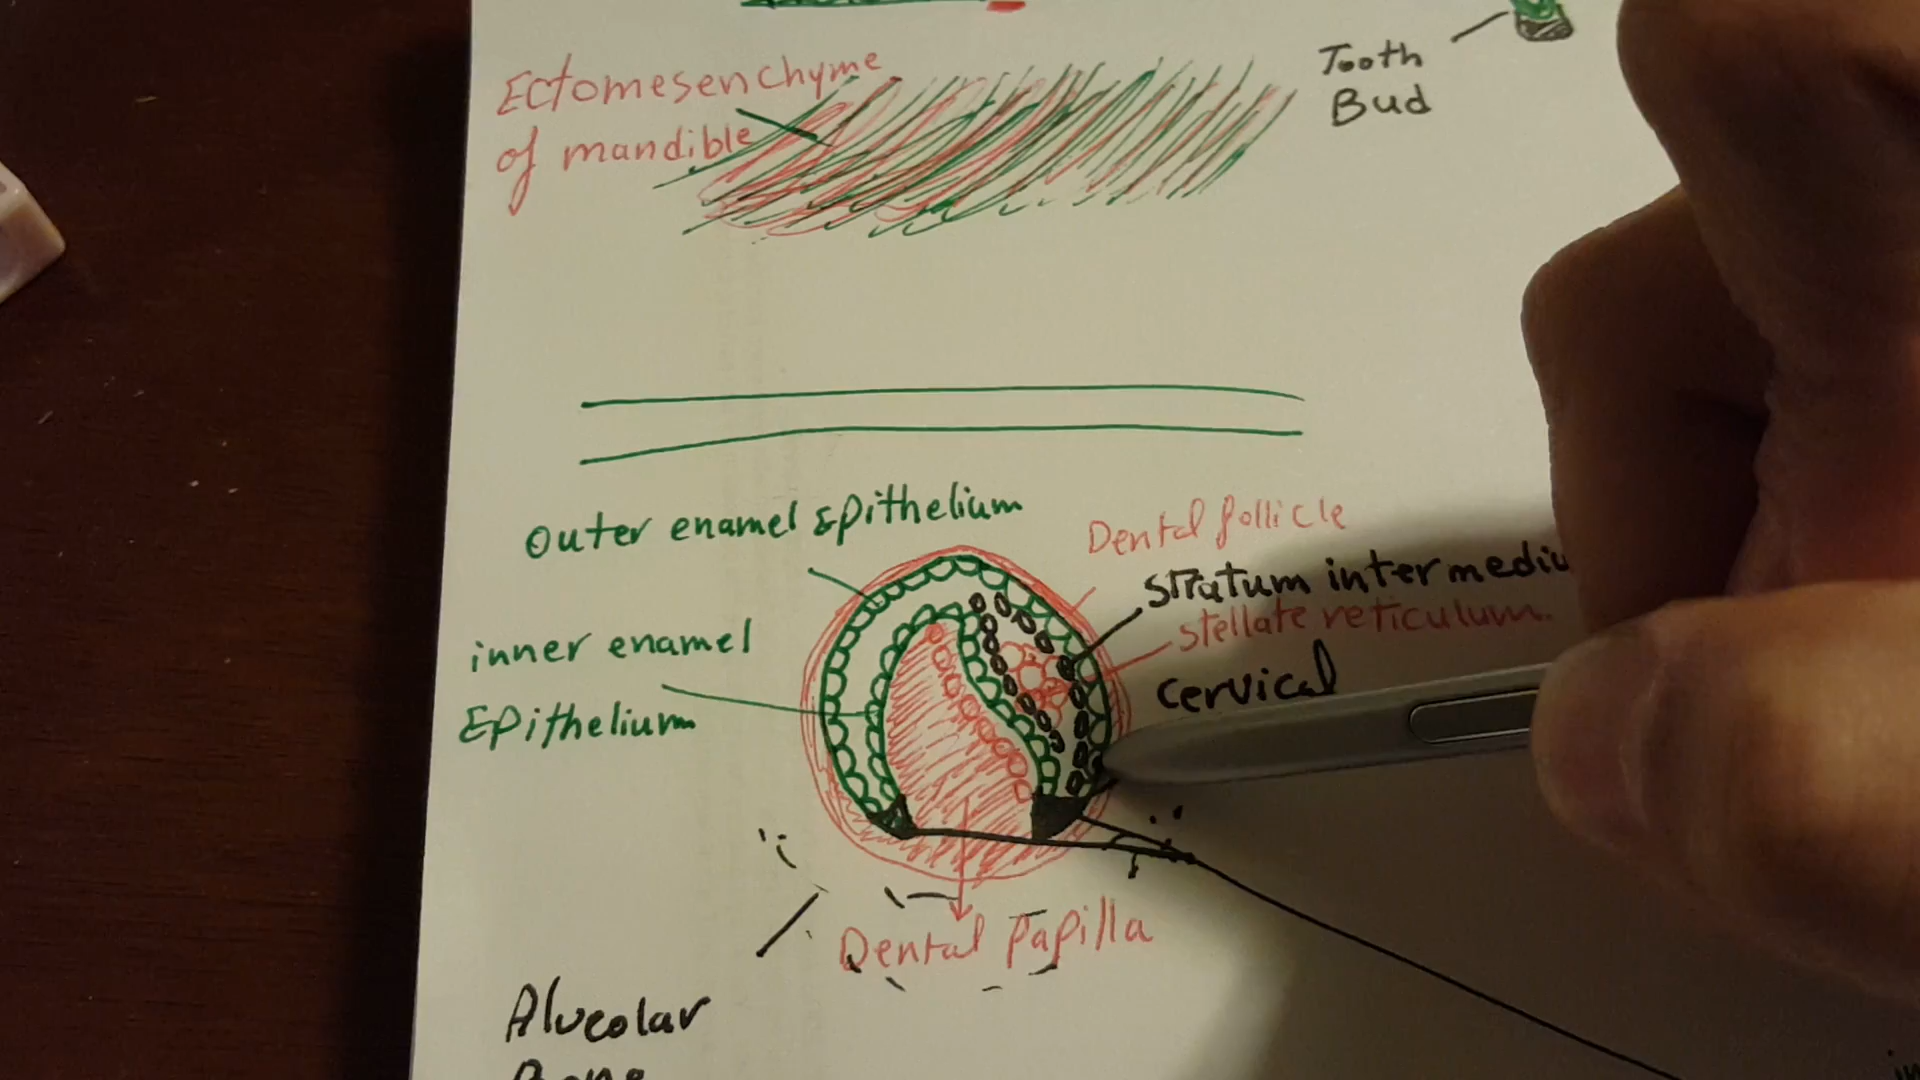 Ectomesenchyme
of mandible
Tooth
Bud
Outer enamel Epithelium
Dental follicle
Stratum intermediu
stellate reticulum.
inner enamel
Epithelium
cervical
Dental Papilla
Alveolar
Bone